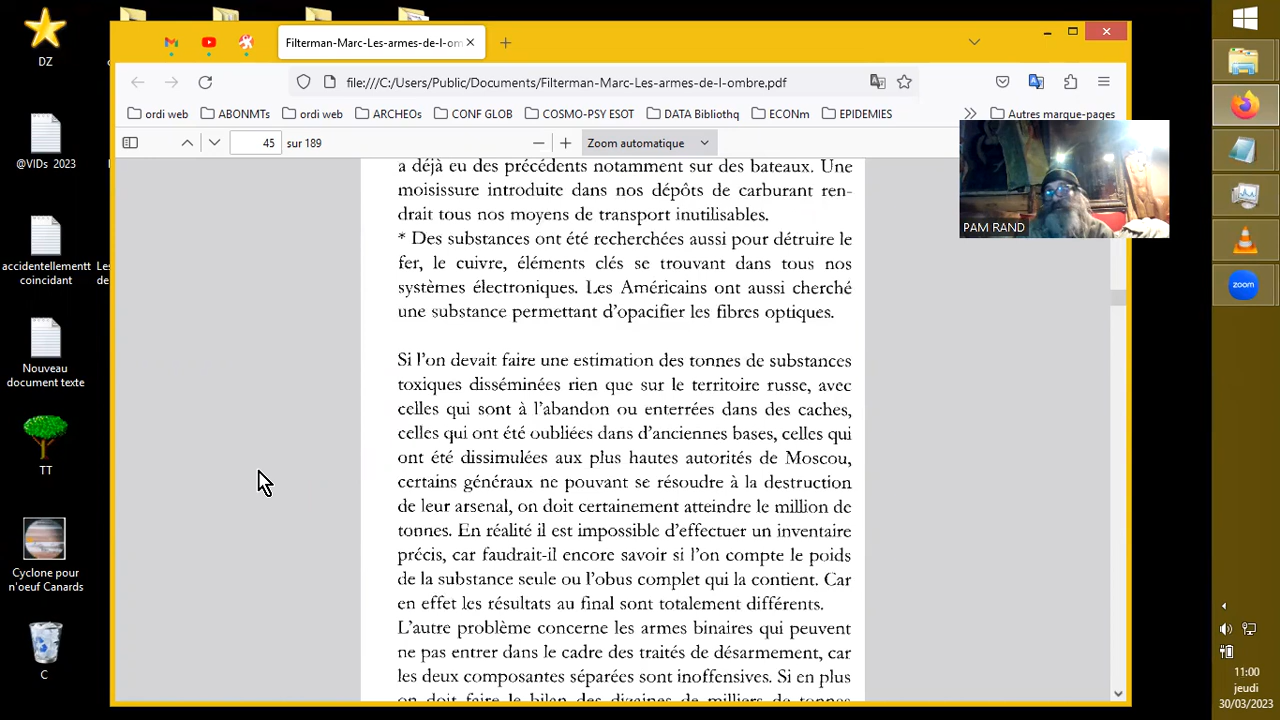 DZ
@VIDs 2023
accidentellementt
coincidant
Nouveau
document texte
TT
Cyclone pour
n'oeuf Canards
C
Filterman-Marc-Les-armes-de-l-om
file:///C:/Users/Public/Documents/Filterman-Marc-Les-armes-de-l-ombre.pdf
ordi web
ABONMTs
ordi web
ARCHEOs
CONF GLOB
COSMO-PSY ESOT
DATA Bibliothq
ECONm
EPIDEMIES
Autres marque-pages
45 sur 189
Zoom automatique
PAM RAND
a déjà eu des précédents notamment sur des bateaux. Une
moisissure introduite dans nos dépôts de carburant ren-
drait tous nos moyens de transport inutilisables.
* Des substances ont été recherchées aussi pour détruire le
fer, le cuivre, éléments clés se trouvant dans tous nos
systèmes électroniques. Les Américains ont aussi cherché
une substance permettant d'opacifier les fibres optiques.
Si l'on devait faire une estimation des tonnes de substances
toxiques disséminées rien que sur le territoire russe, avec
celles qui sont à l'abandon ou enterrées dans des caches,
celles qui ont été oubliées dans d'anciennes bases, celles qui
ont été dissimulées aux plus hautes autorités de Moscou,
certains généraux ne pouvant se résoudre à la destruction
de leur arsenal, on doit certainement atteindre le million de
tonnes. En réalité il est impossible d'effectuer un inventaire
précis, car faudrait-il encore savoir si l'on compte le poids
de la substance seule ou l'obus complet qui la contient. Car
en effet les résultats au final sont totalement différents.
L'autre problème concerne les armes binaires qui peuvent
ne pas entrer dans le cadre des traités de désarmement, car
les deux composantes séparées sont inoffensives. Si en plus
on doit faire le bilan des dizaines de milliers de tonnes
zoom
11:00
jeudi
30/03/2023